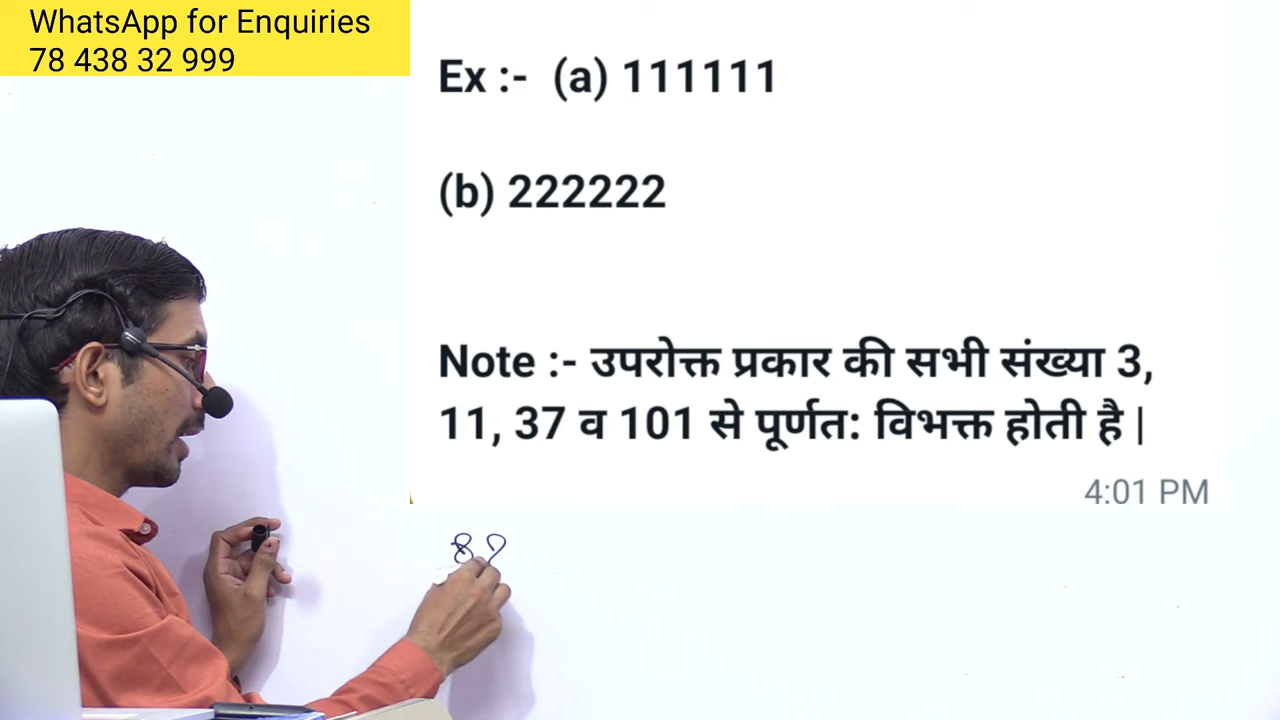 WhatsApp for Enquiries
78 438 32 999
Ex :- (a) 111111
(b) 222222
Note :- उपरोक्त प्रकार की सभी संख्या 3,
11, 37 व 101 से पूर्णत: विभक्त होती है |
4:01 PM
8